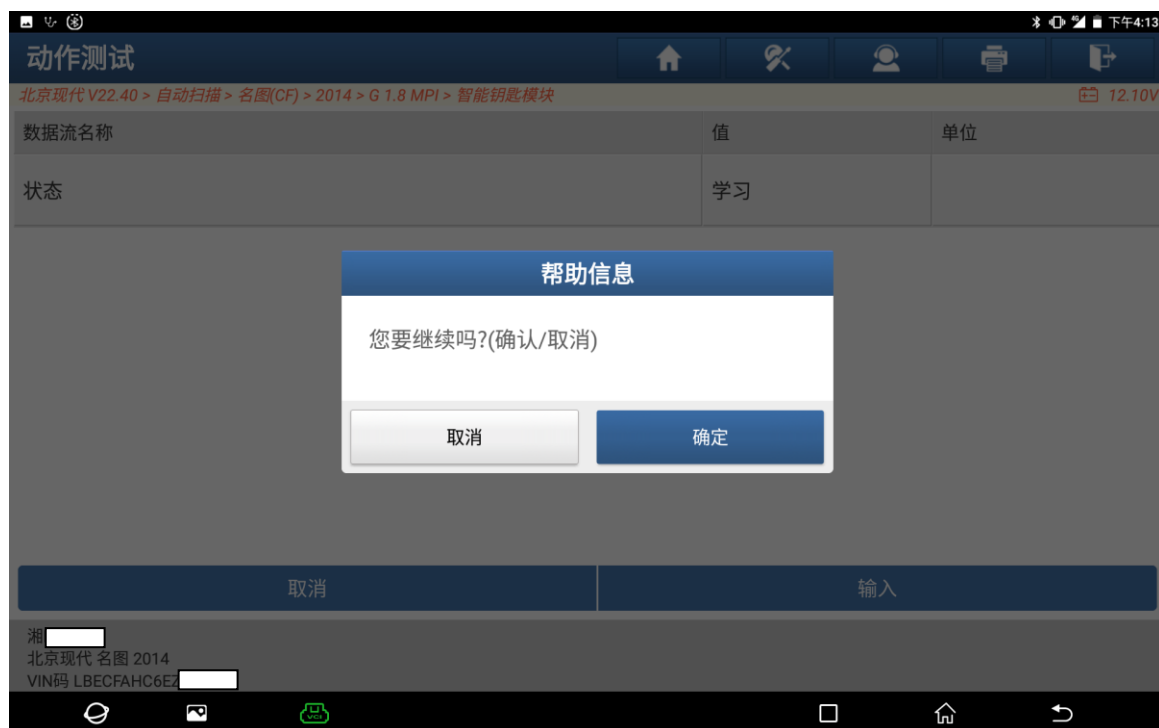 下午4:13
动作测试
北京现代 V22.40 > 自动扫描 > 名图(CF) > 2014 > G 1.8 MPI > 智能钥匙模块
12.10V
数据流名称 值 单位
状态 学习
帮助信息
您要继续吗?(确认/取消)
取消 确定
取消 输入
湘
北京现代 名图 2014
VIN码 LBECFAHC6EZ
VCI